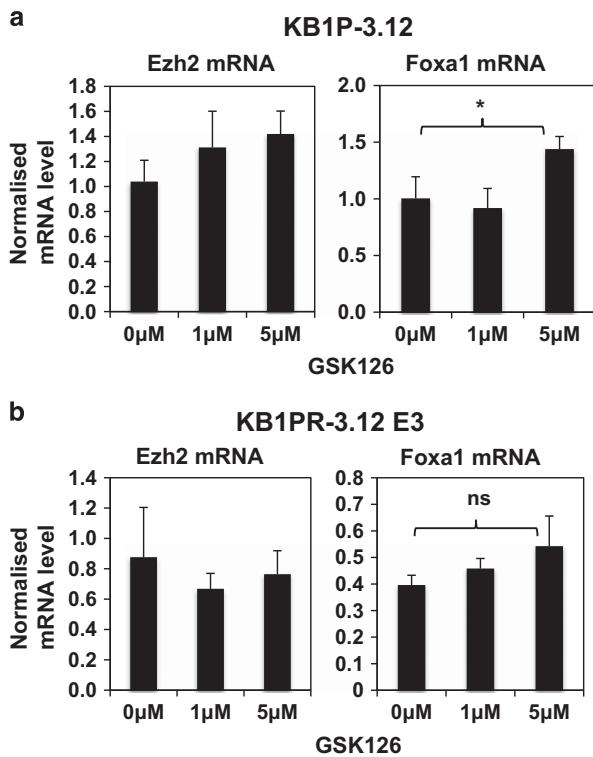 a
KB1P-3.12
Ezh2 mRNA
Foxa1 mRNA
Normalised
mRNA level
1.8
1.6
1.4
1.2
1.0
0.8
0.6
0.4
0.2
0.0
0µM 1µM 5µM
2.0
1.5
1.0
0.5
0.0
*
0µM 1µM 5µM
GSK126
b
KB1PR-3.12 E3
Ezh2 mRNA
Foxa1 mRNA
Normalised
mRNA level
1.4
1.2
1.0
0.8
0.6
0.4
0.2
0.0
0µM 1µM 5µM
0.8
0.7
0.6
0.5
0.4
0.3
0.2
0.1
0
ns
0µM 1µM 5µM
GSK126